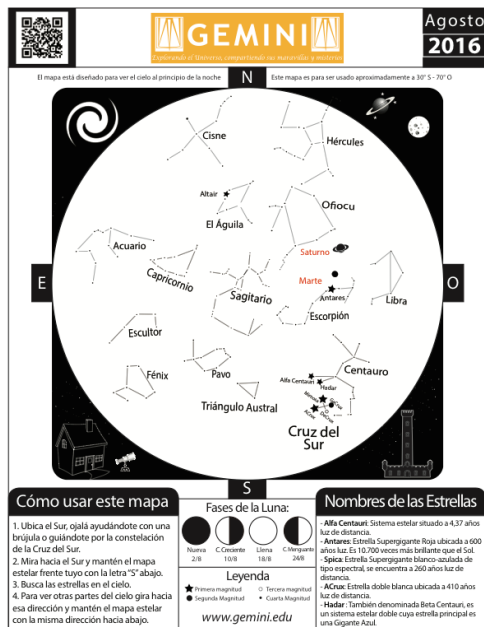 GEMINI
Explorando el Universo, compartiendo sus maravillas y misterios
Agosto
2016
El mapa está diseñado para ver el cielo al principio de la noche
N
Este mapa es para ser usado aproximadamente a 30° S - 70° O
Cisne
Hércules
Altair
Ofiocu
El Águila
Acuario
Saturno
Capricornio
Marte
E
Sagitario
Antares
O
Libra
Escorpión
Escultor
Fénix
Pavo
Centauro
Alfa Centauri
Hadar
Triángulo Austral
Mimosa
GaCrux
DeCrux
ACrux
Cruz del
Sur
S
Cómo usar este mapa
1. Ubica el Sur, ojalá ayudándote con una
brújula o guiándote por la constelación
de la Cruz del Sur.
2. Mira hacia el Sur y mantén el mapa
estelar frente tuyo con la letra "S" abajo.
3. Busca las estrellas en el cielo.
4. Para ver otras partes del cielo gira hacia
esa dirección y mantén el mapa estelar
con la misma dirección hacia abajo.
Fases de la Luna:
Nueva
2/8
C.Creciente
10/8
Llena
18/8
C.Menguante
24/8
Leyenda
Primera magnitud
Tercera magnitud
Segunda Magnitud
Cuarta Magnitud
www.gemini.edu
Nombres de las Estrellas
- Alfa Centauri: Sistema estelar situado a 4,37 años
luz de distancia.
- Antares: Estrella Supergigante Roja ubicada a 600
años luz. Es 10.700 veces más brillante que el Sol.
- Spica: Estrella Supergigante blanco-azulada de
tipo espectral, se encuentra a 260 años luz de
distancia.
- ACrux: Estrella doble blanca ubicada a 410 años
luz de distancia.
- Hadar : También denominada Beta Centauri, es
un sistema estelar doble cuya estrella principal es
una Gigante Azul.